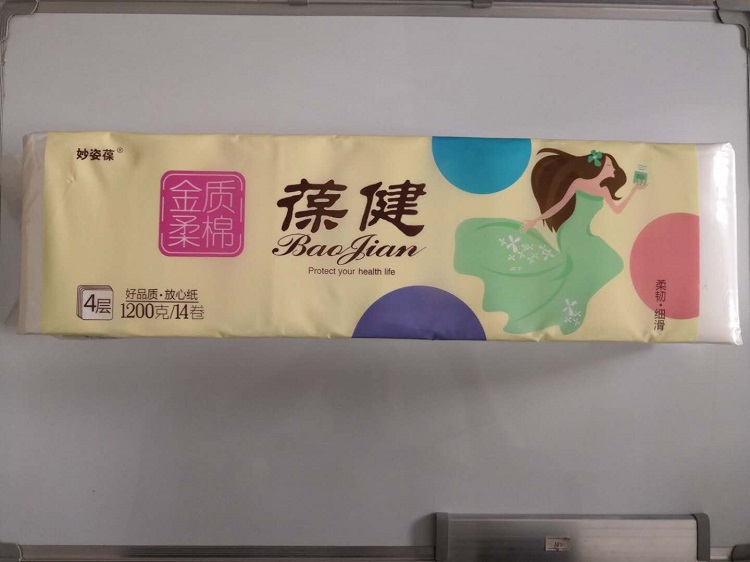 妙姿葆®
金质
柔棉
葆健
BaoJian
Protect your health life
4层
好品质·放心纸
1200克/14卷
柔韧·细滑